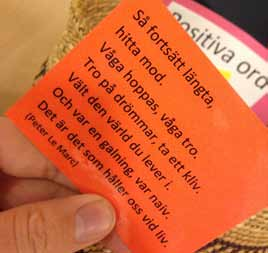 Positiva ord
Så fortsätt längta,
hitta mod.
Våga hoppas, våga tro.
Tro på drömmar, ta ett kliv.
Vält den värld du lever i.
Och var en galning, var naiv.
Det är det som håller oss vid liv.
(Peter Le Marc)